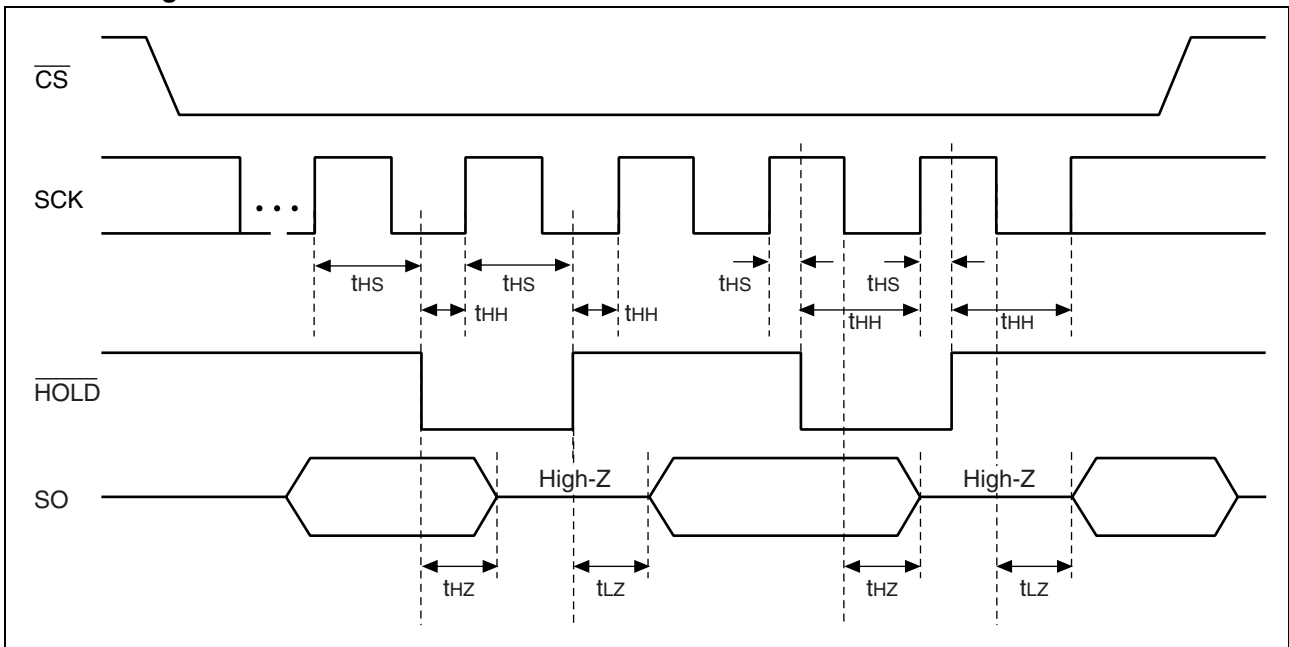 CS
SCK
• • •
tHS
tHS
tHS
tHS
tHH
tHH
tHH
tHH
HOLD
High-Z
High-Z
SO
tHZ
tLZ
tHZ
tLZ